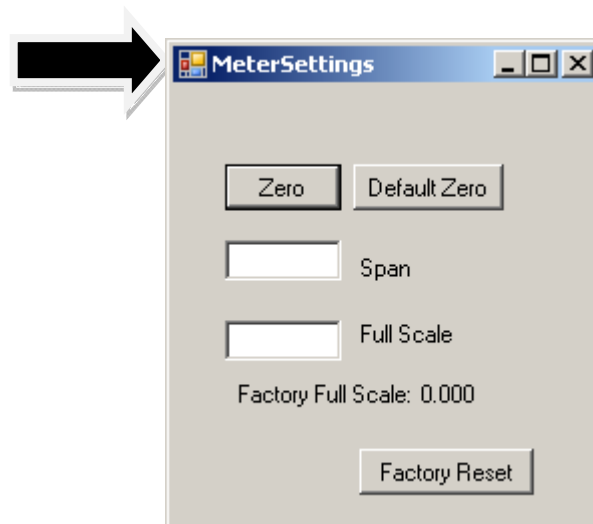 MeterSettings
Zero Default Zero
Span
Full Scale
Factory Full Scale: 0.000
Factory Reset